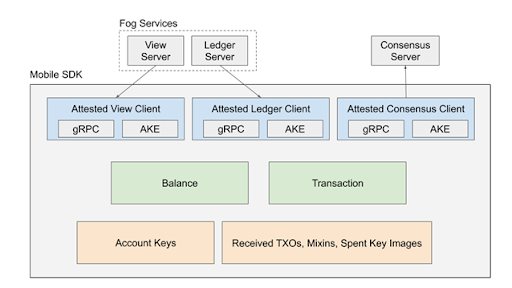 Fog Services
View
Server
Ledger
Server
Consensus
Server
Mobile SDK
Attested View Client
gRPC
AKE
Attested Ledger Client
gRPC
AKE
Attested Consensus Client
gRPC
AKE
Balance
Transaction
Account Keys
Received TXOs, Mixins, Spent Key Images